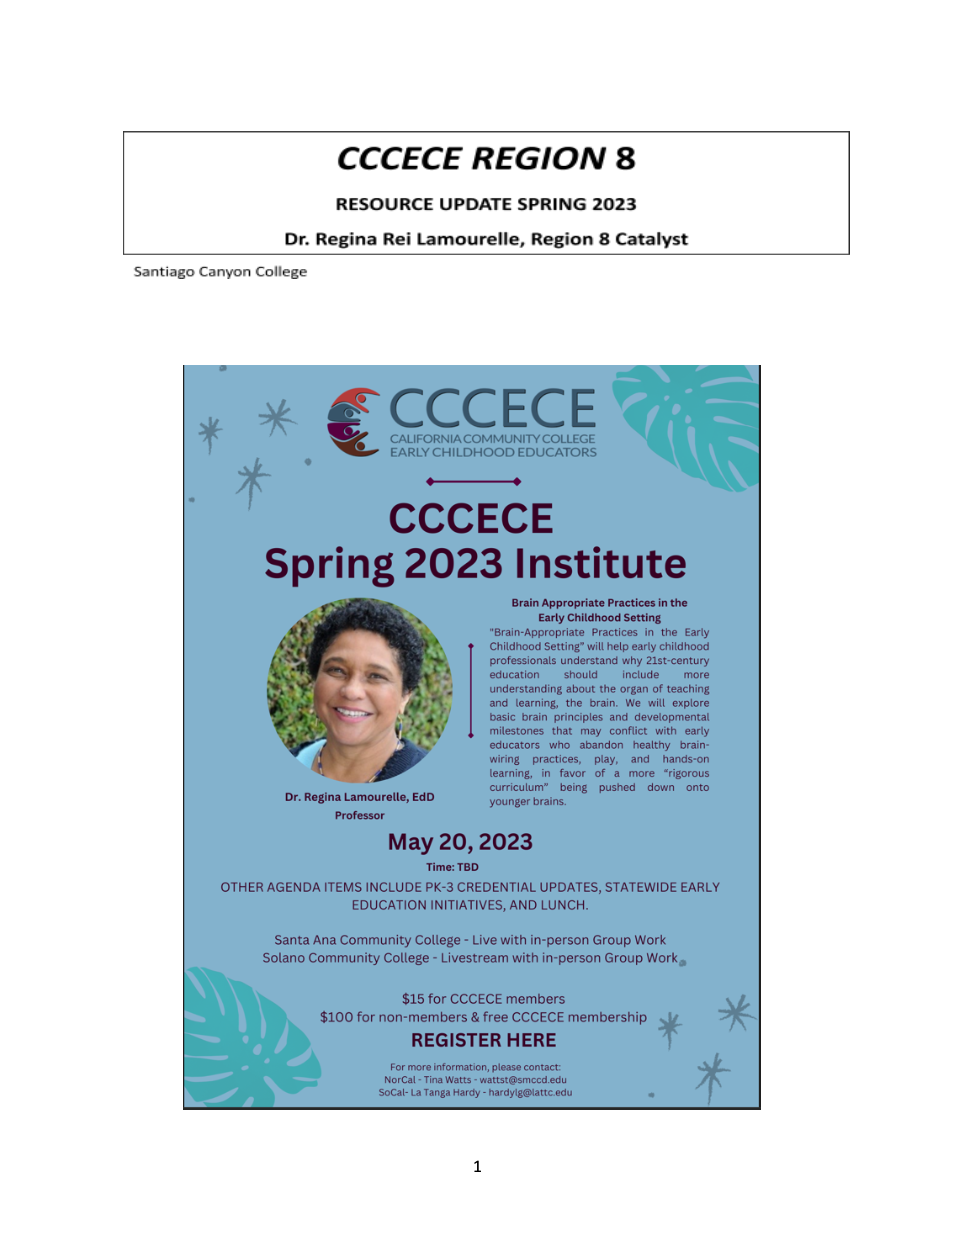 CCCECE REGION 8
RESOURCE UPDATE SPRING 2023
Dr. Regina Rei Lamourelle, Region 8 Catalyst
Santiago Canyon College
CCCECE
CALIFORNIA COMMUNITY COLLEGE
EARLY CHILDHOOD EDUCATORS
CCCECE
Spring 2023 Institute
Brain Appropriate Practices in the
Early Childhood Setting
"Brain-Appropriate Practices in the Early
Childhood Setting" will help early childhood
professionals understand why 21st-century
education should include more
understanding about the organ of teaching
and learning, the brain. We will explore
basic brain principles and developmental
milestones that may conflict with early
educators who abandon healthy brain-
wiring practices, play, and hands-on
learning, in favor of a more "rigorous
curriculum" being pushed down onto
younger brains.
Dr. Regina Lamourelle, EdD
Professor
May 20, 2023
Time: TBD
OTHER AGENDA ITEMS INCLUDE PK-3 CREDENTIAL UPDATES, STATEWIDE EARLY
EDUCATION INITIATIVES, AND LUNCH.
Santa Ana Community College - Live with in-person Group Work
Solano Community College - Livestream with in-person Group Work
$15 for CCCECE members
$100 for non-members & free CCCECE membership
REGISTER HERE
For more information, please contact:
NorCal - Tina Watts - wattst@smccd.edu
SoCal- La Tanga Hardy - hardylg@lattc.edu
1